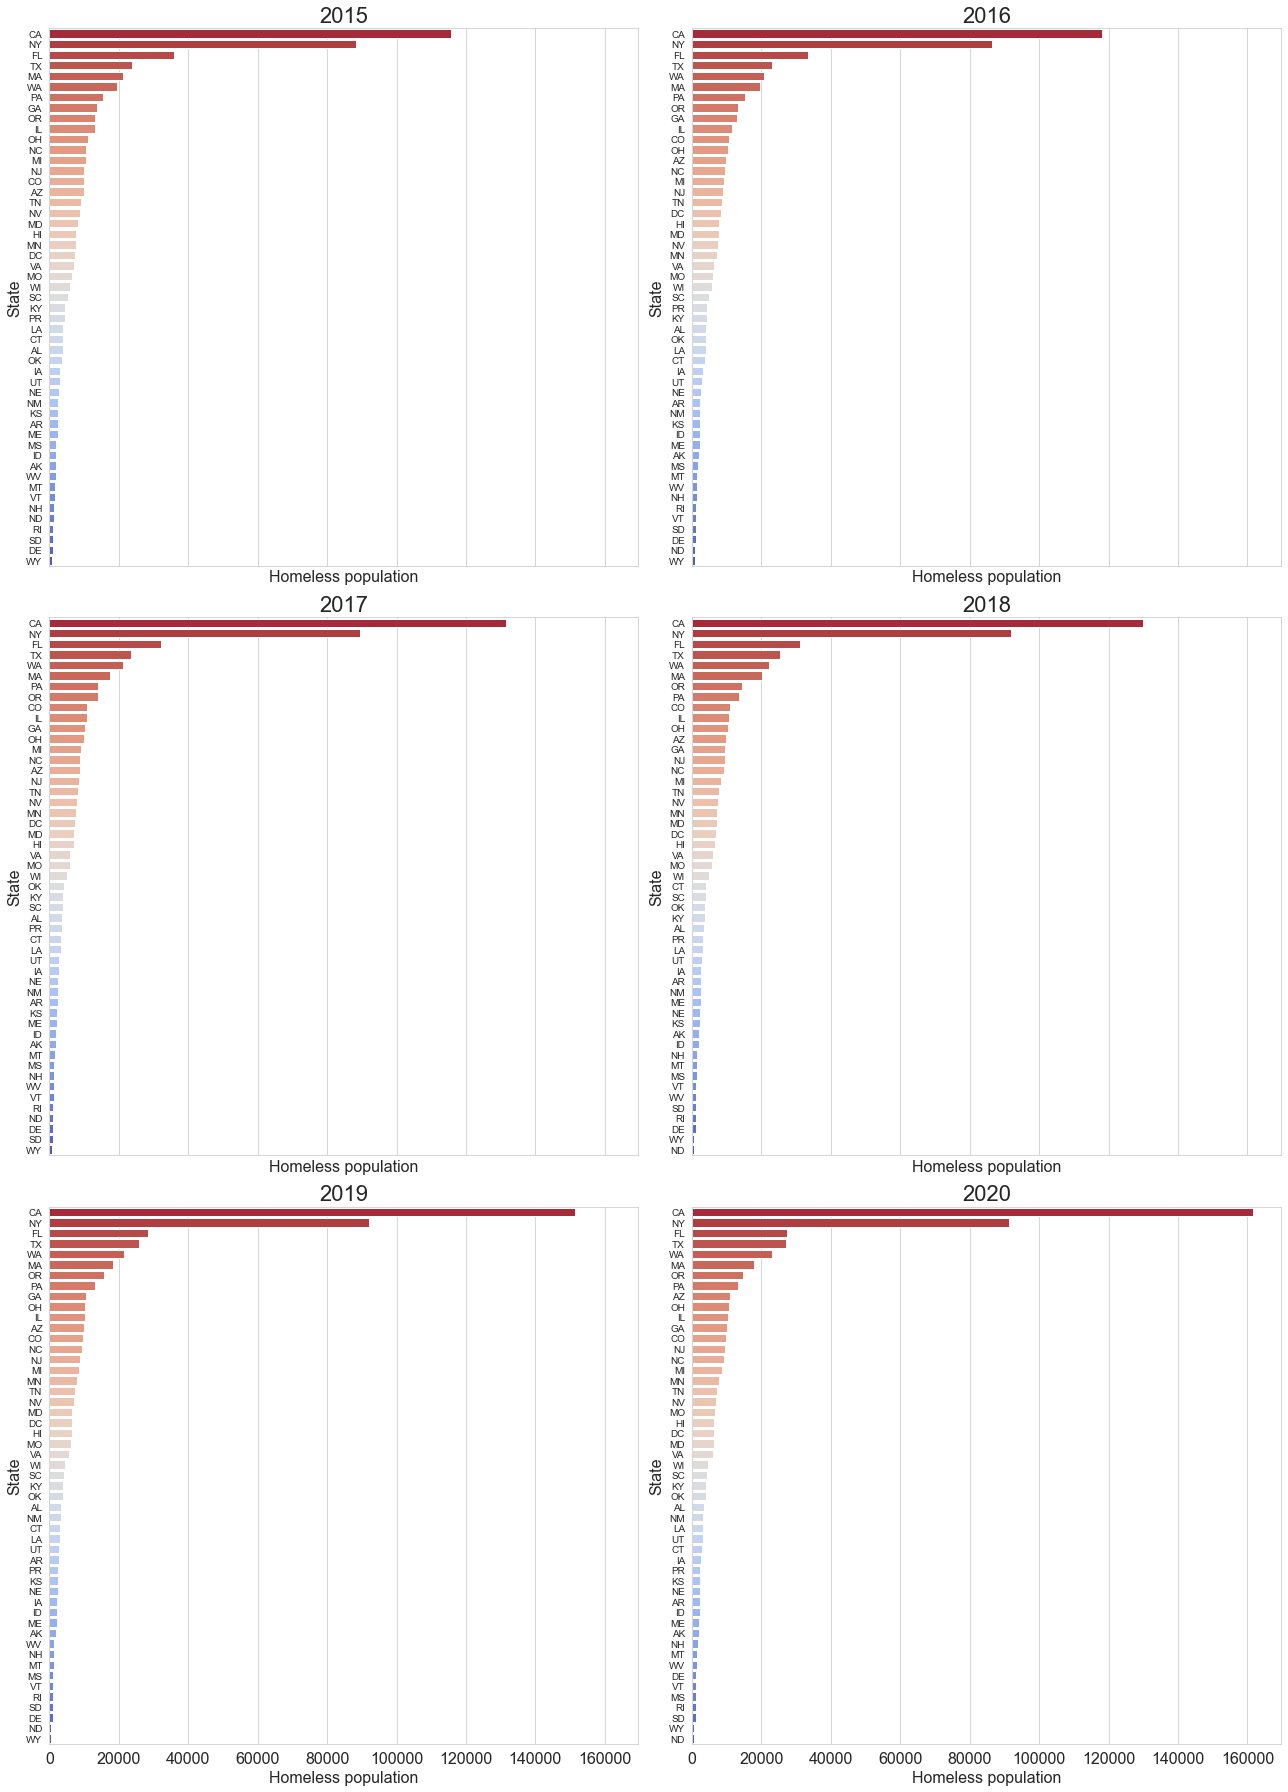 2015
CA
NY
FL
TX
MA
WA
PA
GA
OR
IL
OH
NC
MI
NJ
CO
AZ
TN
NV
MD
HI
MN
DC
VA
MO
WI
SC
KY
PR
LA
CT
AL
OK
IA
UT
NE
NM
KS
AR
ME
MS
ID
AK
WV
MT
VT
NH
ND
RI
SD
DE
WY
State
Homeless population
2016
CA
NY
FL
TX
WA
MA
PA
OR
GA
IL
CO
OH
AZ
NC
MI
NJ
TN
DC
HI
MD
NV
MN
VA
MO
WI
SC
PR
KY
AL
OK
LA
CT
IA
UT
NE
AR
NM
KS
ID
ME
AK
MS
MT
WV
NH
RI
VT
SD
DE
ND
WY
State
Homeless population
2017
CA
NY
FL
TX
WA
MA
PA
OR
CO
IL
GA
OH
MI
NC
AZ
NJ
TN
NV
MN
DC
MD
HI
VA
MO
WI
OK
KY
SC
AL
PR
CT
LA
UT
IA
NE
NM
AR
KS
ME
ID
AK
MT
MS
NH
WV
VT
RI
ND
DE
SD
WY
State
Homeless population
2018
CA
NY
FL
TX
WA
MA
OR
PA
CO
IL
OH
AZ
GA
NJ
NC
MI
TN
NV
MN
MD
DC
HI
VA
MO
WI
CT
SC
OK
KY
AL
PR
LA
UT
IA
AR
NM
ME
NE
KS
AK
ID
NH
MT
MS
VT
WV
SD
RI
DE
WY
ND
State
Homeless population
2019
CA
NY
FL
TX
WA
MA
OR
PA
GA
OH
IL
AZ
CO
NC
NJ
MI
MN
TN
NV
MD
DC
HI
MO
VA
WI
SC
KY
OK
AL
NM
CT
LA
UT
AR
PR
KS
NE
IA
ID
ME
AK
WV
NH
MT
MS
VT
RI
SD
DE
ND
WY
State
0 20000 40000 60000 80000 100000 120000 140000 160000
Homeless population
2020
CA
NY
FL
TX
WA
MA
OR
PA
AZ
OH
IL
GA
CO
NJ
NC
MI
MN
TN
NV
MO
HI
DC
MD
VA
WI
SC
KY
OK
AL
NM
LA
UT
CT
IA
PR
KS
NE
AR
ID
ME
AK
NH
MT
WV
DE
VT
MS
RI
SD
WY
ND
State
0 20000 40000 60000 80000 100000 120000 140000 160000
Homeless population